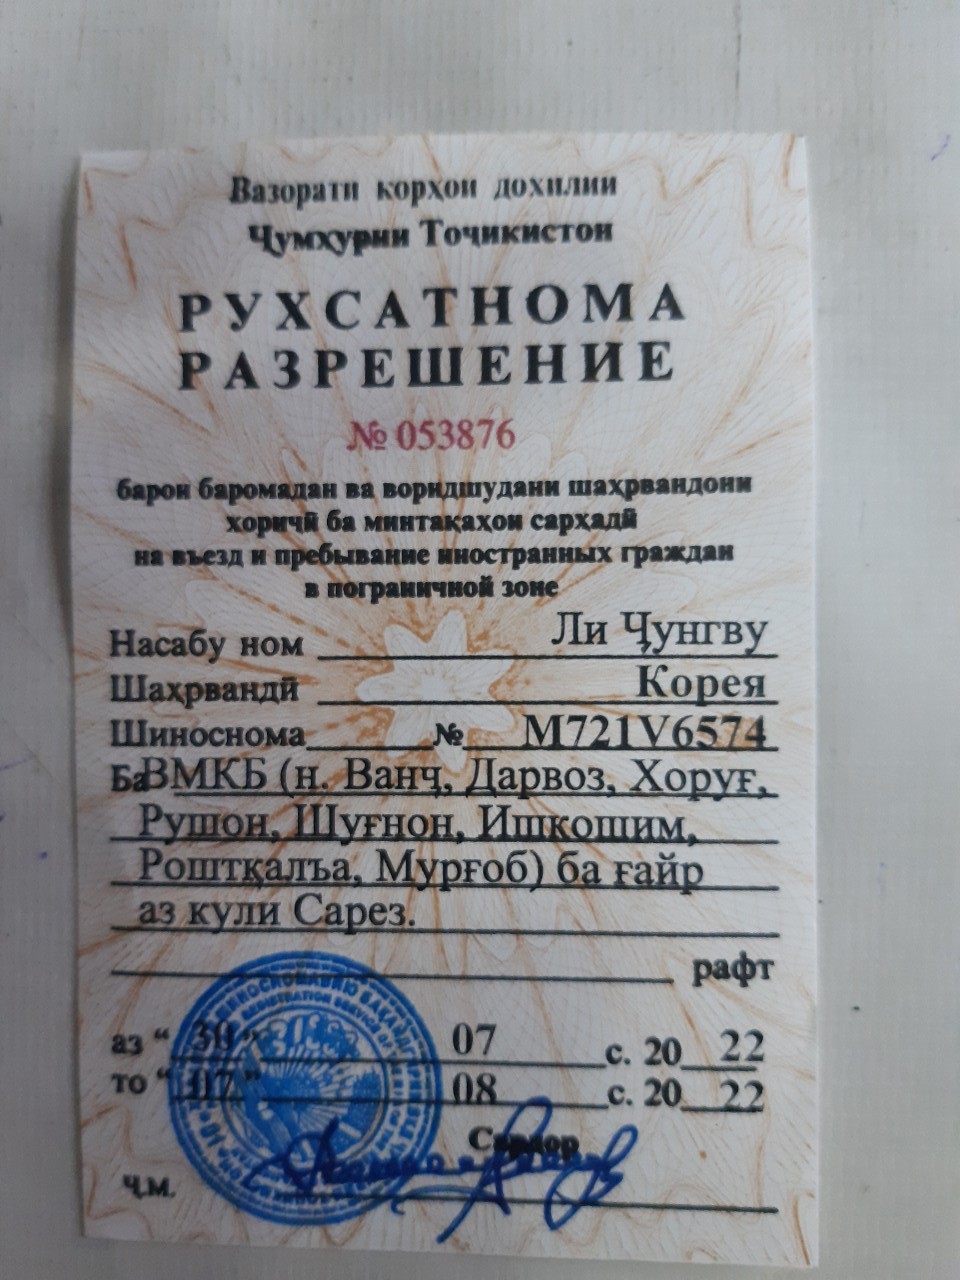 Вазорати корҳои дохилии
Ҷумҳурии Тоҷикистон
РУХСАТНОМА
РАЗРЕШЕНИЕ
№ 053876
барои баромадан ва воридшудани шаҳрвандони
хориҷӣ ба минтақаҳои сарҳадӣ
на въезд и пребывание иностранных граждан
в пограничной зоне
Насабу ном Ли Ҷунгву
Шаҳрвандӣ Корея
Шиноснома № M721V6574
Ба ВМКБ (н. Ванҷ, Дарвоз, Хоруғ,
Рушон, Шуғнон, Ишкошим,
Роштқалъа, Мурғоб) ба ғайр
аз кули Сарез.
рафт
аз “ 30 ” 07 с. 20 22
то “ 07 ” 08 с. 20 22
Сардор
Ҷ.М.